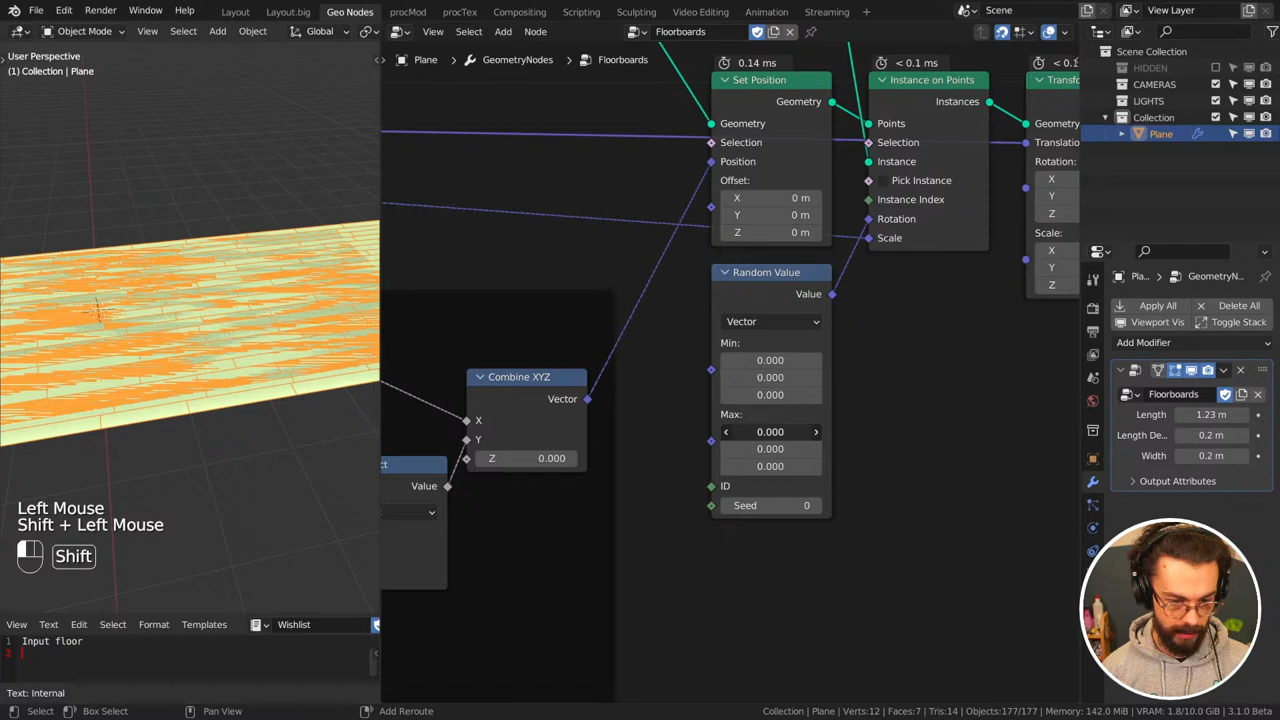 File Edit Render Window Help Layout Layout.big Geo Nodes procMod procTex Compositing Scripting Sculpting Video Editing Animation Streaming + Scene View Layer
Object Mode View Select Add Object Global View Select Add Node Floorboards
User Perspective
(1) Collection | Plane
Plane > GeometryNodes > Floorboards
Scene Collection
HIDDEN
CAMERAS
LIGHTS
Collection
Plane
0.14 ms
Set Position
Geometry
Geometry
Selection
Position
Offset:
X 0 m
Y 0 m
Z 0 m
< 0.1 ms
Instance on Points
Instances
Points
Selection
Instance
Pick Instance
Instance Index
Rotation
Scale
Transfo
Geometry
Translation
Rotation:
X
Y
Z
Scale:
X
Y
Z
Random Value
Value
Vector
Min:
0.000
0.000
0.000
Max:
0.000
0.000
0.000
ID
Seed 0
Combine XYZ
Vector
X
Y
Z 0.000
ct
Value
Pla... > GeometryN...
Apply All Delete All
Viewport Vis Toggle Stack
Add Modifier
Floorboards
Length 1.23 m
Length De... 0.2 m
Width 0.2 m
Output Attributes
Left Mouse
Shift + Left Mouse
Shift
View Text Edit Select Format Templates Wishlist
1 Input floor
2
Text: Internal
Select Box Select Pan View Add Reroute Collection | Plane | Verts:12 | Faces:7 | Tris:14 | Objects:177/177 | Memory: 142.0 MiB | VRAM: 1.8/10.0 GiB | 3.1.0 Beta